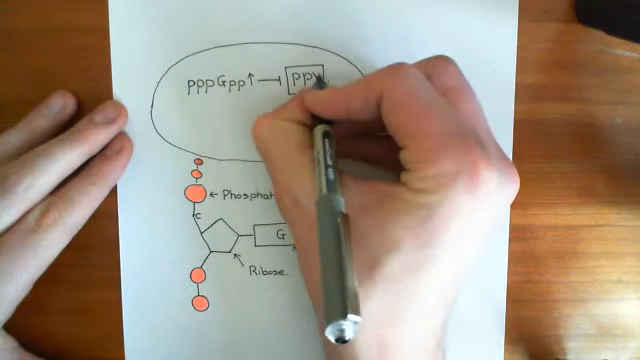 pppGpp↑ ⊣ ppx
← Phosphat
C
G
Ribose.